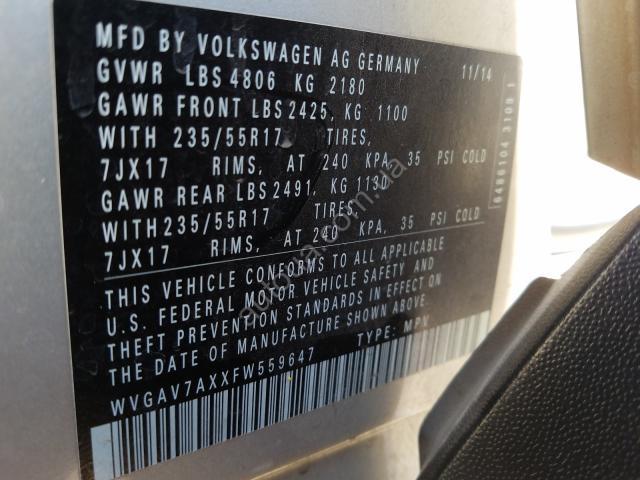 MFD BY VOLKSWAGEN AG GERMANY 11/14
GVWR LBS 4806 KG 2180
GAWR FRONT LBS 2425, KG 1100
WITH 235/55R17 TIRES,
7JX17 RIMS, AT 240 KPA, 35 PSI COLD
GAWR REAR LBS 2491, KG 1130
WITH 235/55R17 TIRES
7JX17 RIMS, AT 240 KPA, 35 PSI COLD
THIS VEHICLE CONFORMS TO ALL APPLICABLE
U.S. FEDERAL MOTOR VEHICLE SAFETY AND
THEFT PREVENTION STANDARDS IN EFFECT ON
THE DATE OF MANUFACTURE SHOWN ABOVE.
WVGAV7AXXFW559647 TYPE: MPV
6486104 3108 1